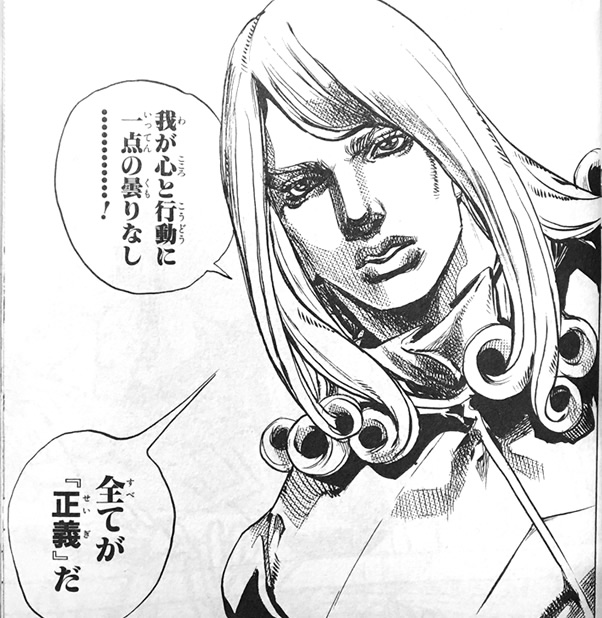 我が心と行動に
一点の曇りなし
…………！
全てが
『正義』だ